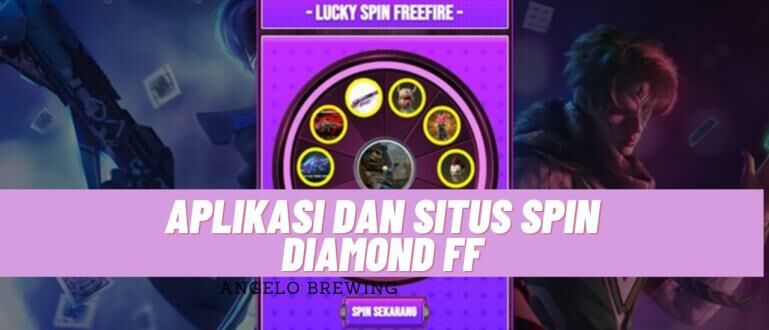 - LUCKY SPIN FREEFIRE -
APLIKASI DAN SITUS SPIN
DIAMOND FF
ANGELO BREWING
SPIN SEKARANG